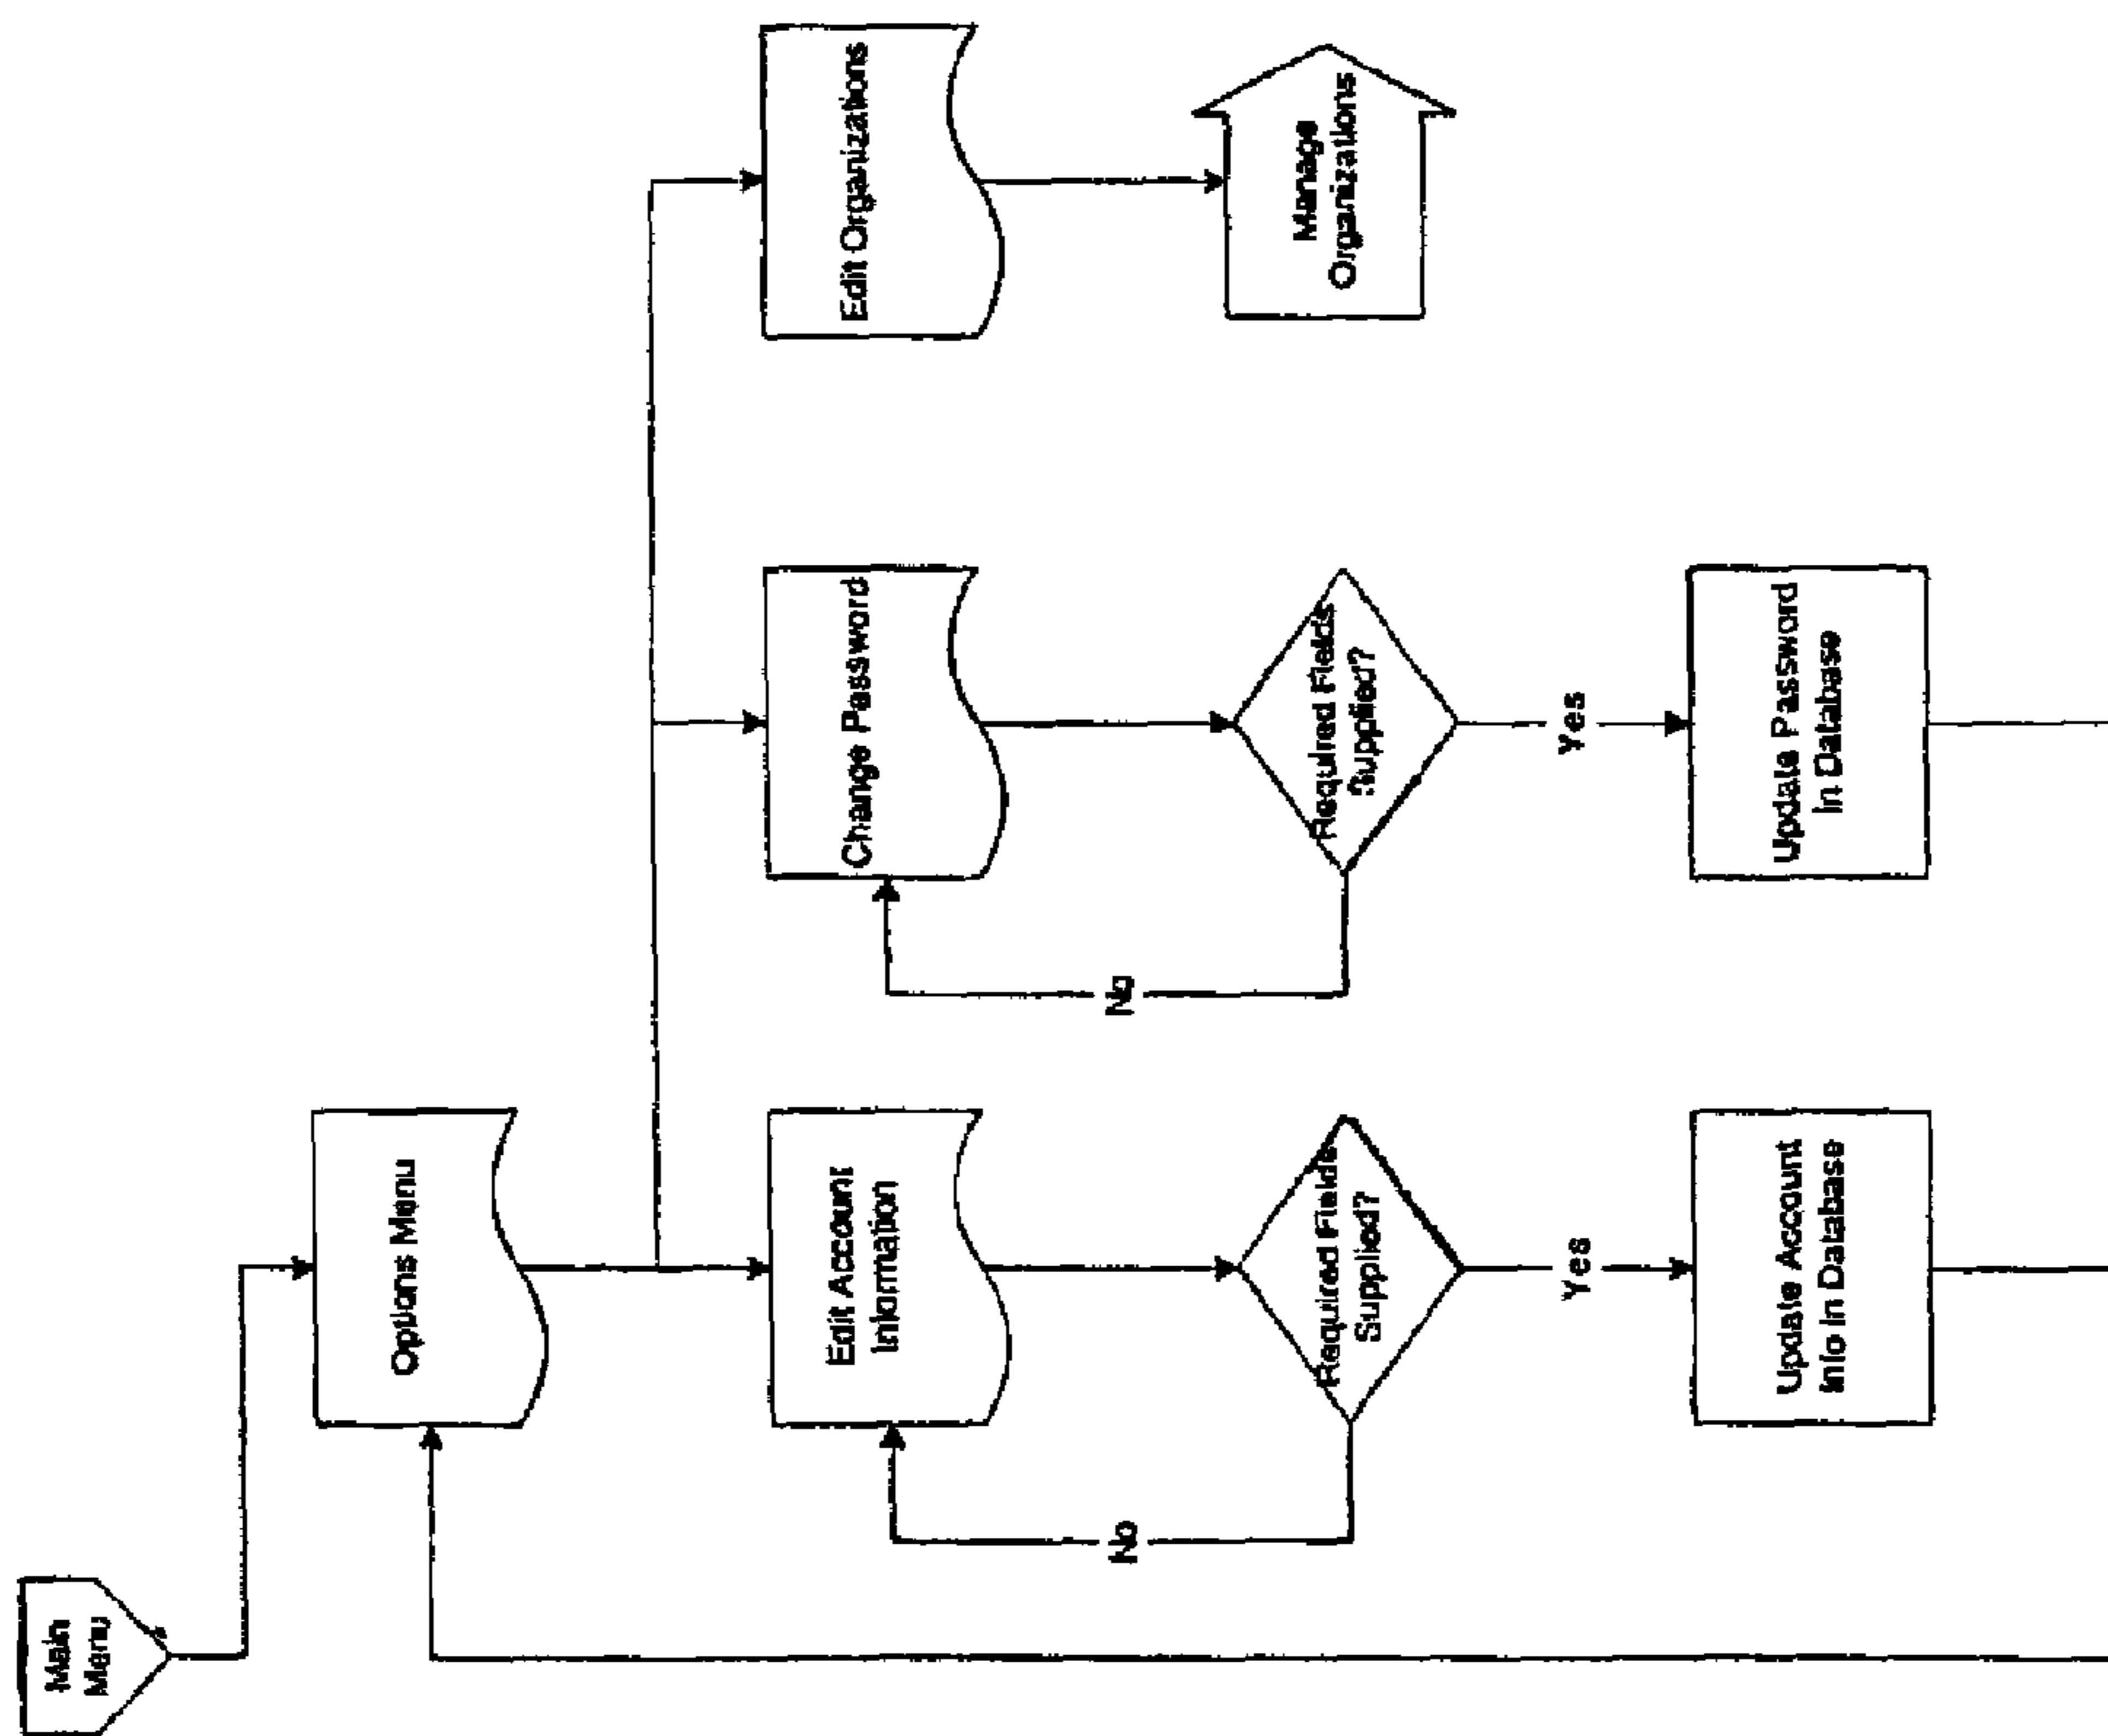 Main
Menu
Options Menu
Edit Account
Information
Change Password
Edit Organizations
Required Fields
Supplied?
No
Yes
Required Fields
Supplied?
No
Yes
Manage
Organizations
Update Account
Info in Database
Update Password
in Database